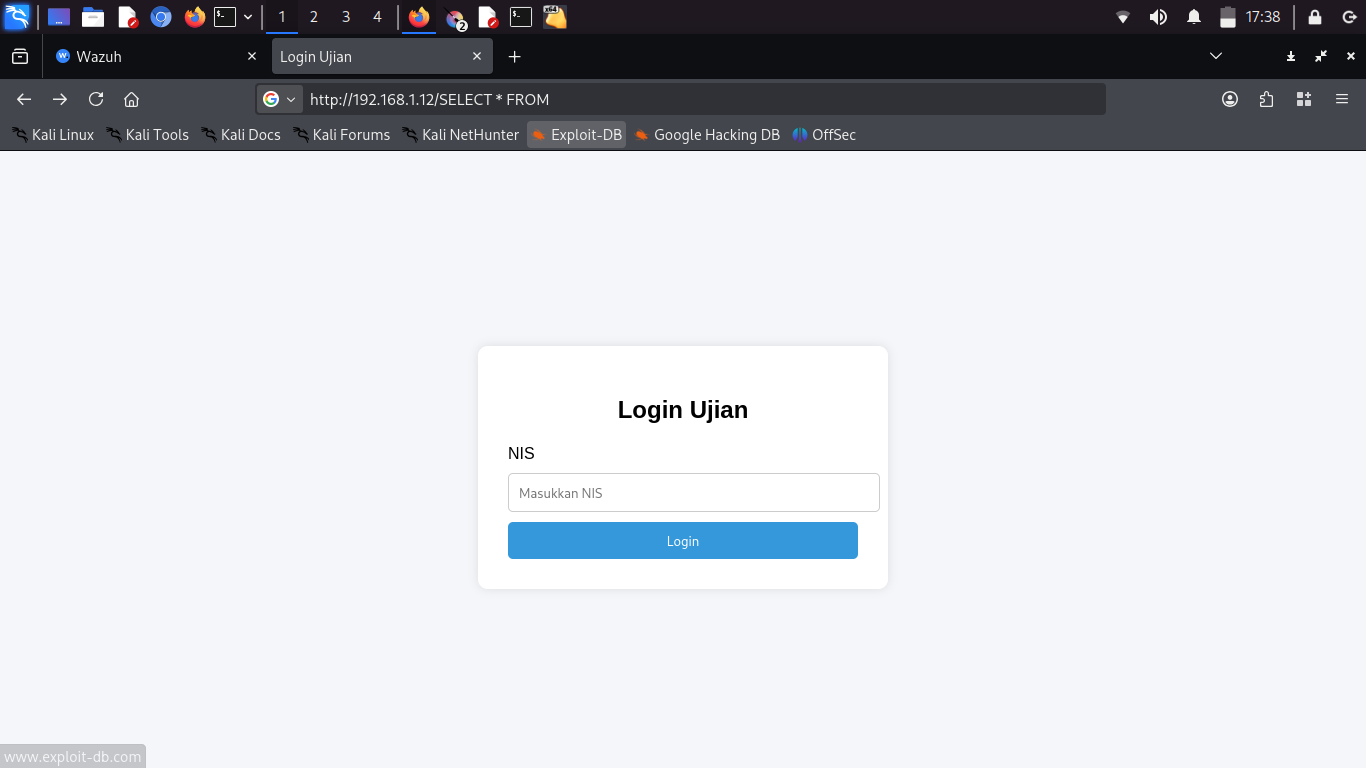 1 2 3 4 2 x64 17:38
Wazuh Login Ujian
http://192.168.1.12/SELECT * FROM
Kali Linux Kali Tools Kali Docs Kali Forums Kali NetHunter Exploit-DB Google Hacking DB OffSec
Login Ujian
NIS
Masukkan NIS
Login
www.exploit-db.com